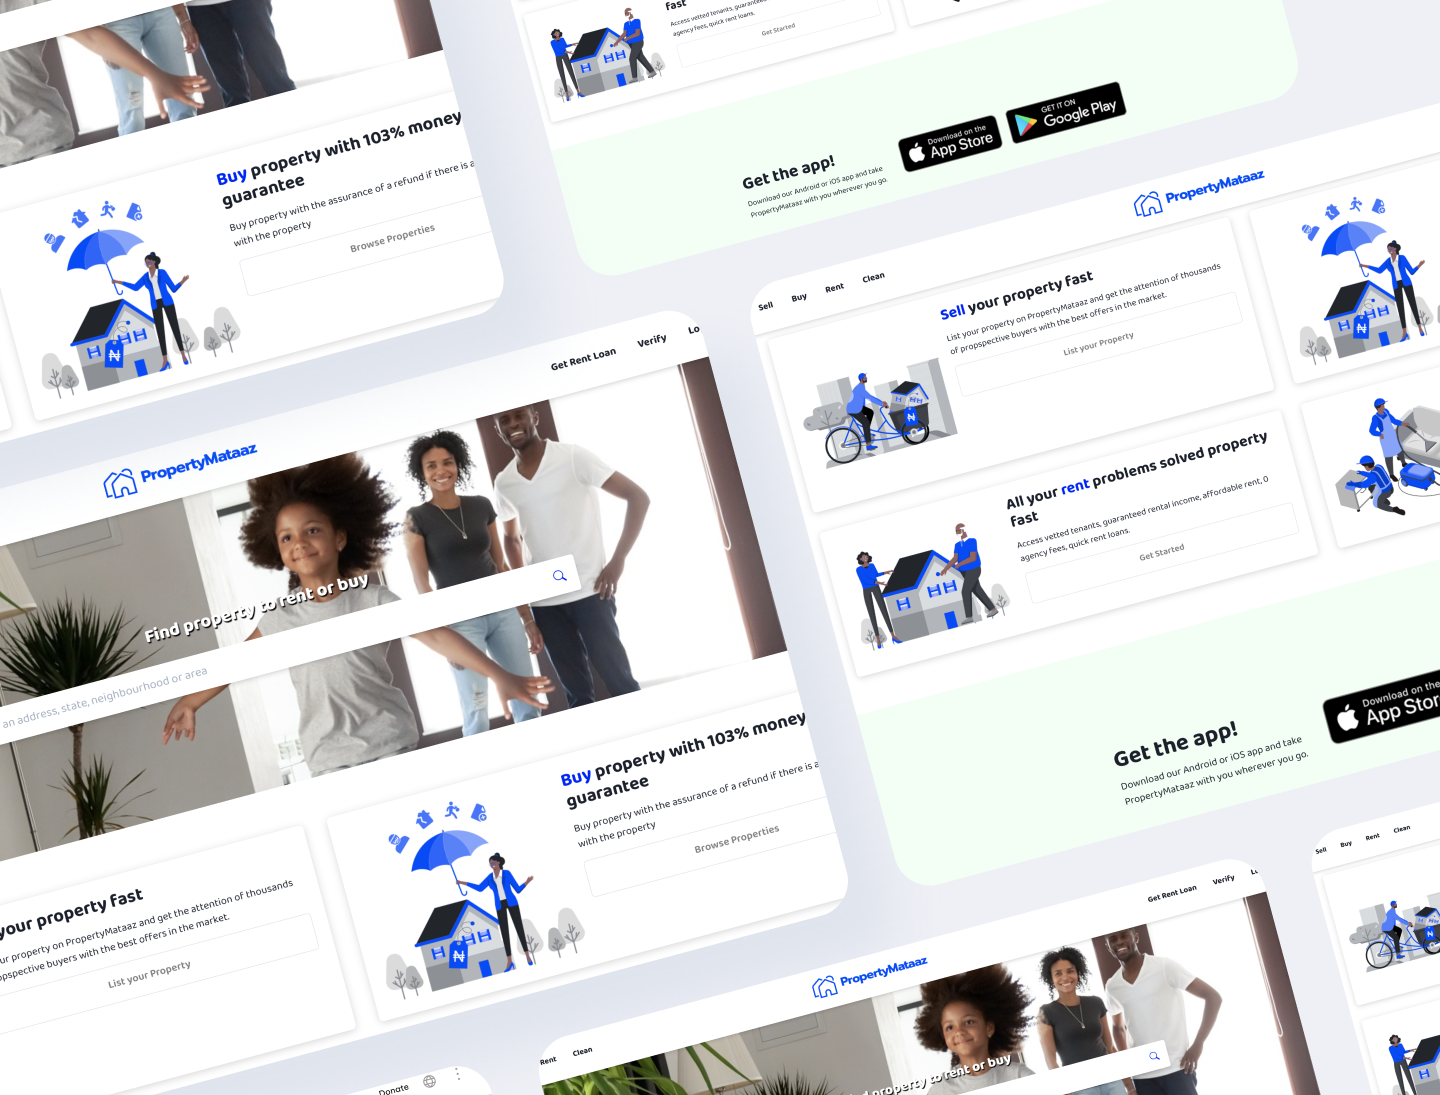 Buy property with 103% money
guarantee
Buy property with the assurance of a refund if there is a
with the property
Browse Properties
fast
Access vetted tenants, guaranteed
agency fees, quick rent loans.
Get Started
Get the app!
Download our Android or iOS app and take
PropertyMataaz with you wherever you go.
Download on the
App Store
GET IT ON
Google Play
PropertyMataaz
Sell Buy Rent Clean
Sell your property fast
List your property on PropertyMataaz and get the attention of thousands
of propspective buyers with the best offers in the market.
List your Property
All your rent problems solved property
fast
Access vetted tenants, guaranteed rental income, affordable rent, 0
agency fees, quick rent loans.
Get Started
Get the app!
Download our Android or iOS app and take
PropertyMataaz with you wherever you go.
Download on the
App Store
Get Rent Loan Verify Lo
PropertyMataaz
Find property to rent or buy
an address, state, neighbourhood or area
your property fast
ur property on PropertyMataaz and get the attention of thousands
opspective buyers with the best offers in the market.
List your Property
Buy property with 103% money
guarantee
Buy property with the assurance of a refund if there is a
with the property
Browse Properties
Donate
Rent Clean
PropertyMataaz
Get Rent Loan Verify
d property to rent or buy
Sell Buy Rent Clean